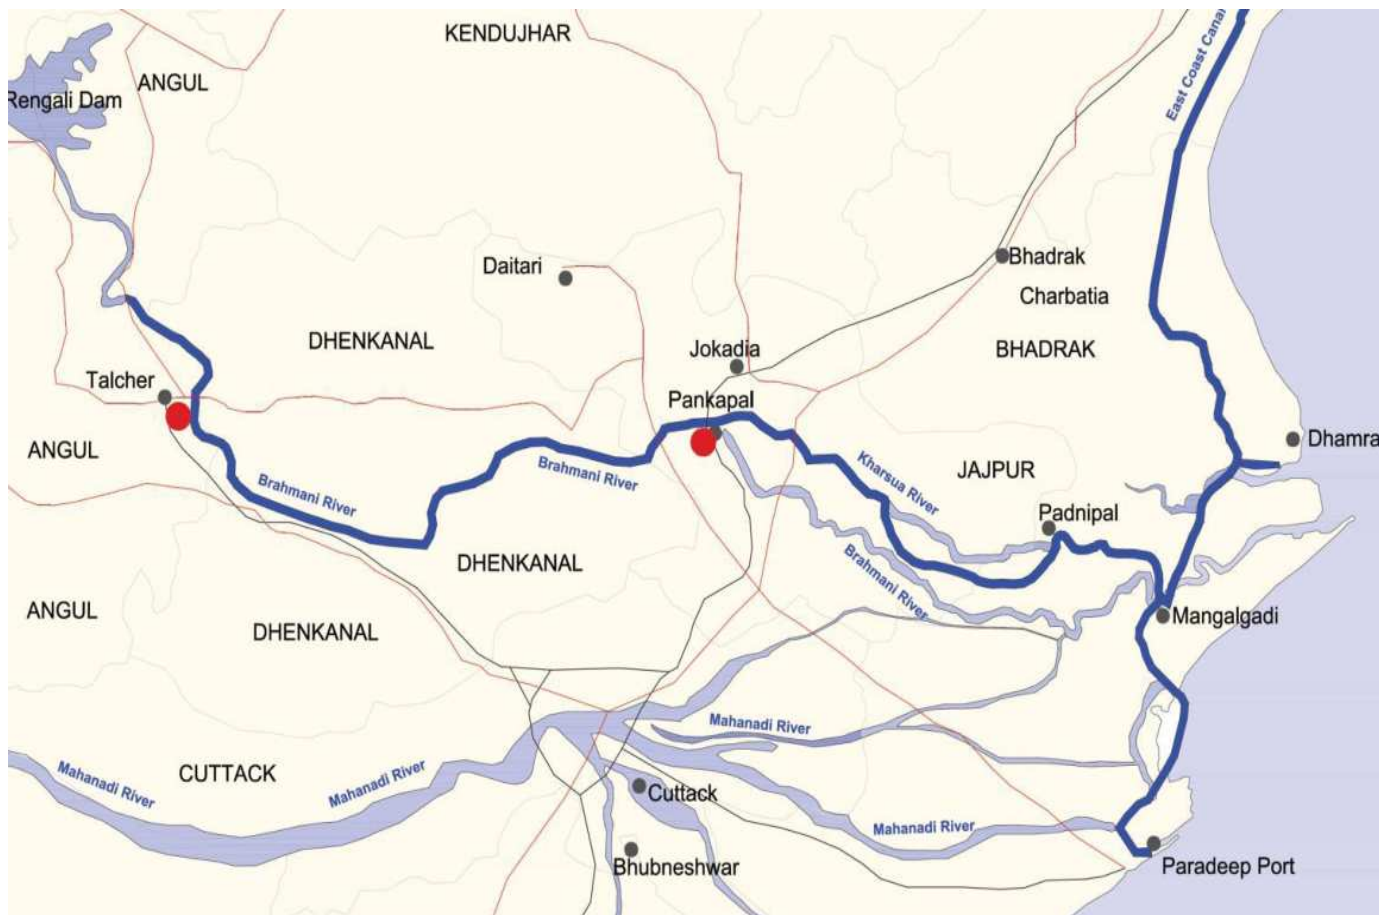 KENDUJHAR
East Coast Cana
ANGUL
Rengali Dam
Bhadrak
Daitari
Charbatia
DHENKANAL
Jokadia
BHADRAK
Talcher
Pankapal
Dhamra
ANGUL
Brahmani River
Kharsua River
JAJPUR
Brahmani River
Padnipal
DHENKANAL
Brahmani River
ANGUL
DHENKANAL
Mangalgadi
Mahanadi River
CUTTACK
Mahanadi River
Mahanadi River
Cuttack
Mahanadi River
Bhubneshwar
Paradeep Port